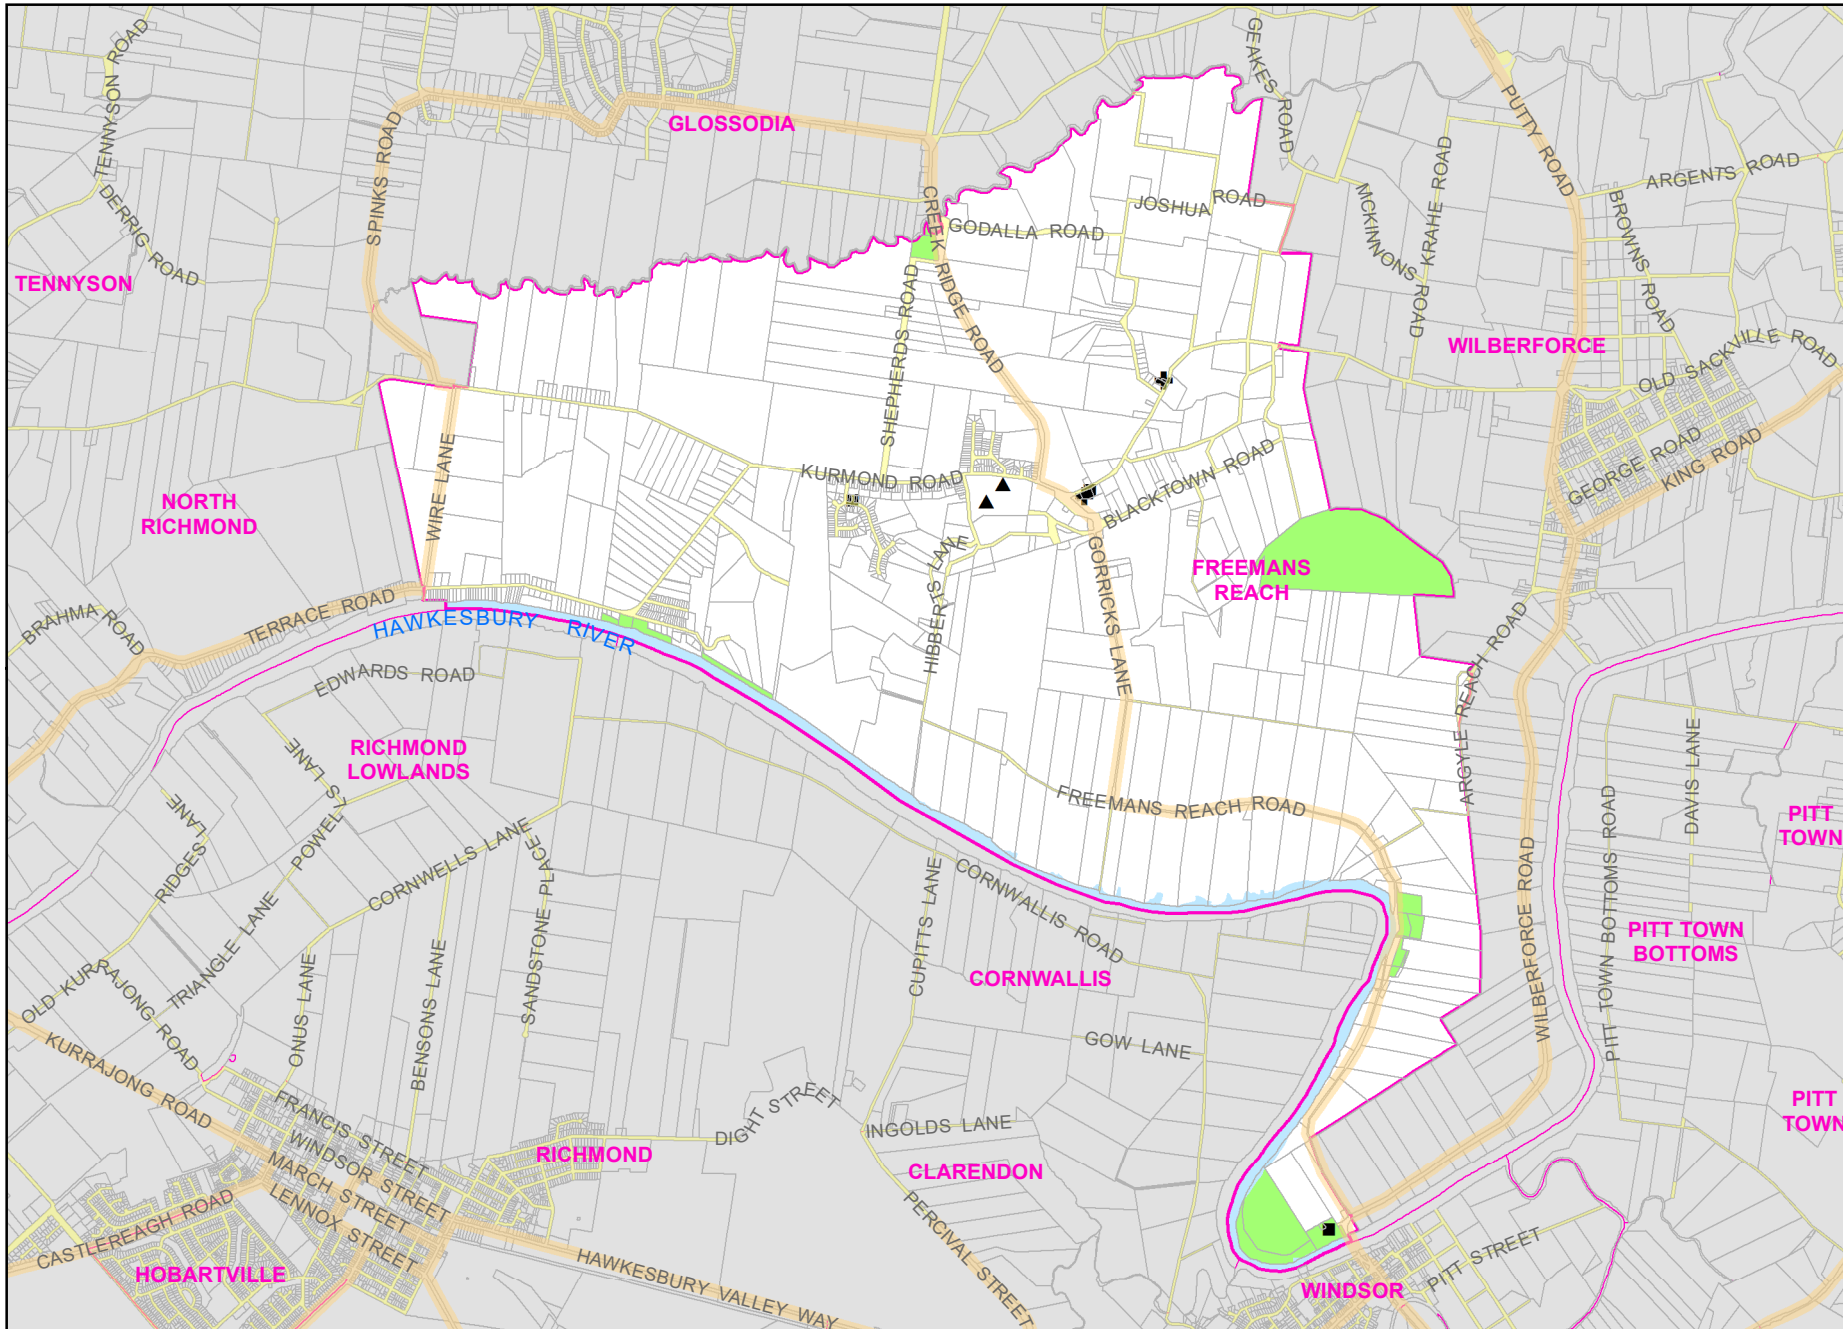 TENNYSON ROAD
GEAKES ROAD
PUTTY ROAD
GLOSSODIA
SPINKS ROAD
DERRIG ROAD
TENNYSON
CREEK RIDGE ROAD
GODALLA ROAD
JOSHUA ROAD
MCKINNONS ROAD
KRAHE ROAD
ARGENTS ROAD
BROWNS ROAD
WILBERFORCE
OLD SACKVILLE ROAD
SHEPHERDS ROAD
GEORGE ROAD
KING ROAD
WIRE LANE
KURMOND ROAD
BLACKTOWN ROAD
NORTH
RICHMOND
HIBBERTS LANE
GORRICKS LANE
FREEMANS
REACH
BRAHMA ROAD
TERRACE ROAD
HAWKESBURY RIVER
EDWARDS ROAD
ARGYLE REACH ROAD
RICHMOND
LOWLANDS
POWELLS LANE
RIDGES LANE
CORNWELLS LANE
TRIANGLE LANE
SANDSTONE PLACE
FREEMANS REACH ROAD
DAVIS LANE
PITT
TOWN
WILBERFORCE ROAD
PITT TOWN BOTTOMS ROAD
PITT TOWN
BOTTOMS
CUPITTS LANE
CORNWALLIS ROAD
CORNWALLIS
OLD KURRAJONG ROAD
ONUS LANE
BENSONS LANE
GOW LANE
KURRAJONG ROAD
FRANCIS STREET
WINDSOR STREET
MARCH STREET
LENNOX STREET
DIGHT STREET
INGOLDS LANE
RICHMOND
CLARENDON
PITT
TOWN
PERCIVAL STREET
CASTLEREAGH ROAD
HOBARTVILLE
HAWKESBURY VALLEY WAY
PITT STREET
WINDSOR